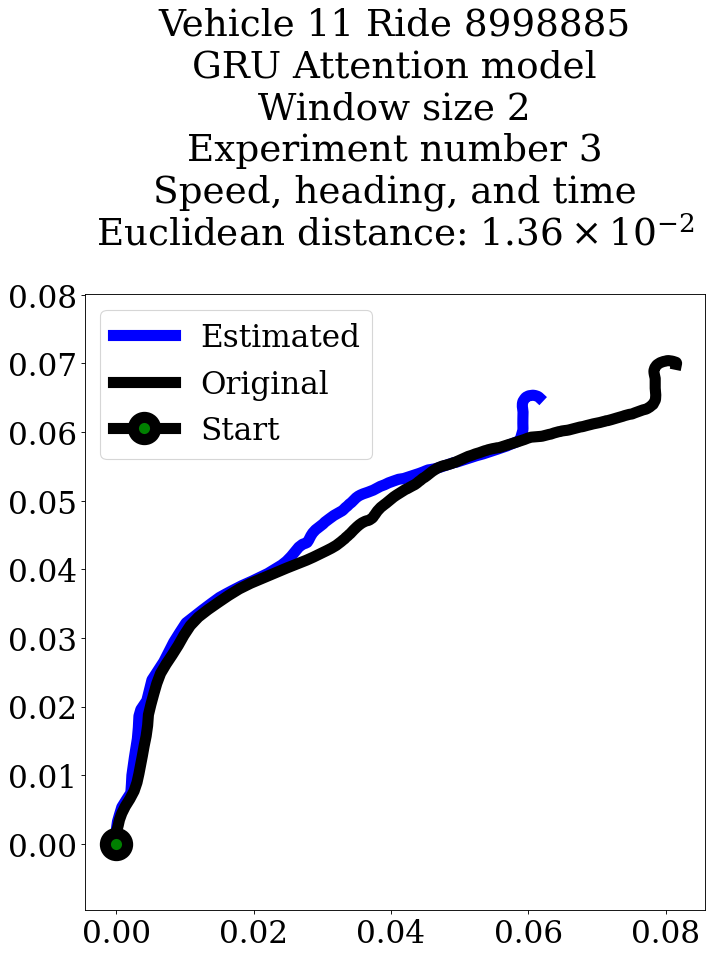 Vehicle 11 Ride 8998885
GRU Attention model
Window size 2
Experiment number 3
Speed, heading, and time
Euclidean distance: 1.36 × 10⁻²
Estimated
Original
Start
0.08
0.07
0.06
0.05
0.04
0.03
0.02
0.01
0.00
0.00 0.02 0.04 0.06 0.08